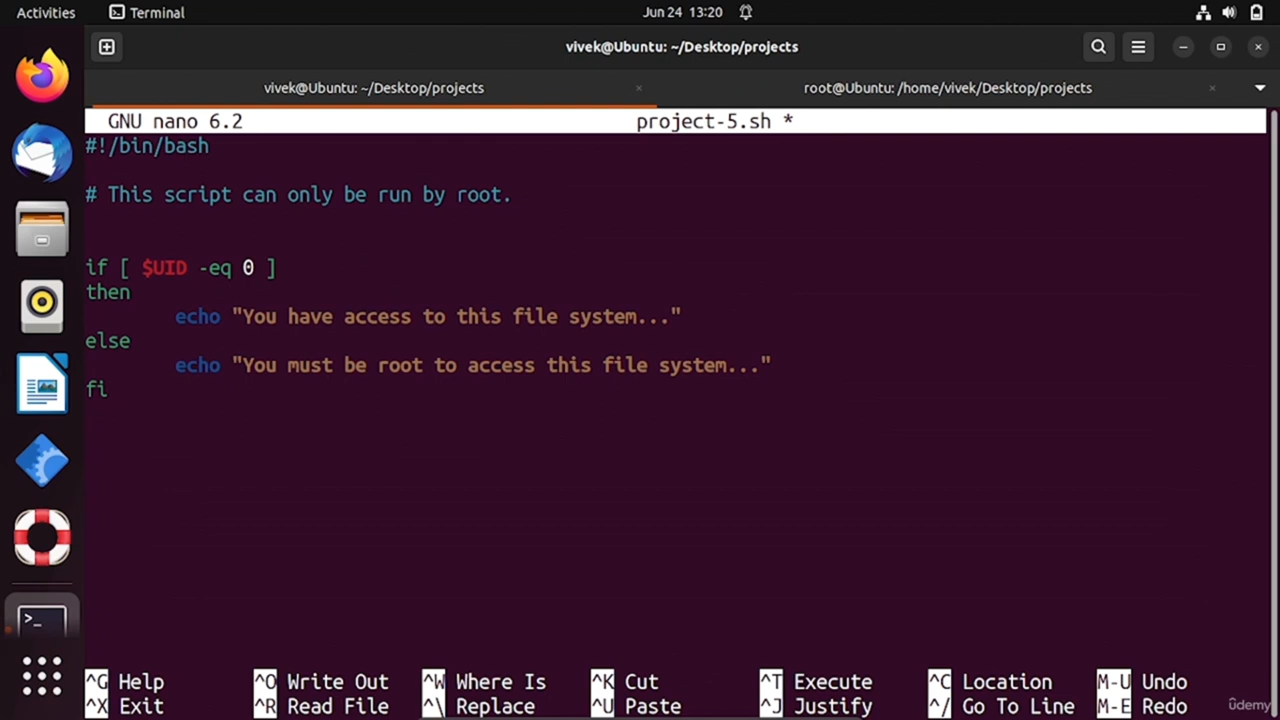 Activities Terminal Jun 24 13:20
vivek@Ubuntu: ~/Desktop/projects
vivek@Ubuntu: ~/Desktop/projects × root@Ubuntu: /home/vivek/Desktop/projects ×
GNU nano 6.2 project-5.sh *
#!/bin/bash
# This script can only be run by root.
if [ $UID -eq 0 ]
then
echo "You have access to this file system..."
else
echo "You must be root to access this file system..."
fi
^G Help ^O Write Out ^W Where Is ^K Cut ^T Execute ^C Location M-U Undo
^X Exit ^R Read File ^\ Replace ^U Paste ^J Justify ^/ Go To Line M-E Redo
>_
ûdemy